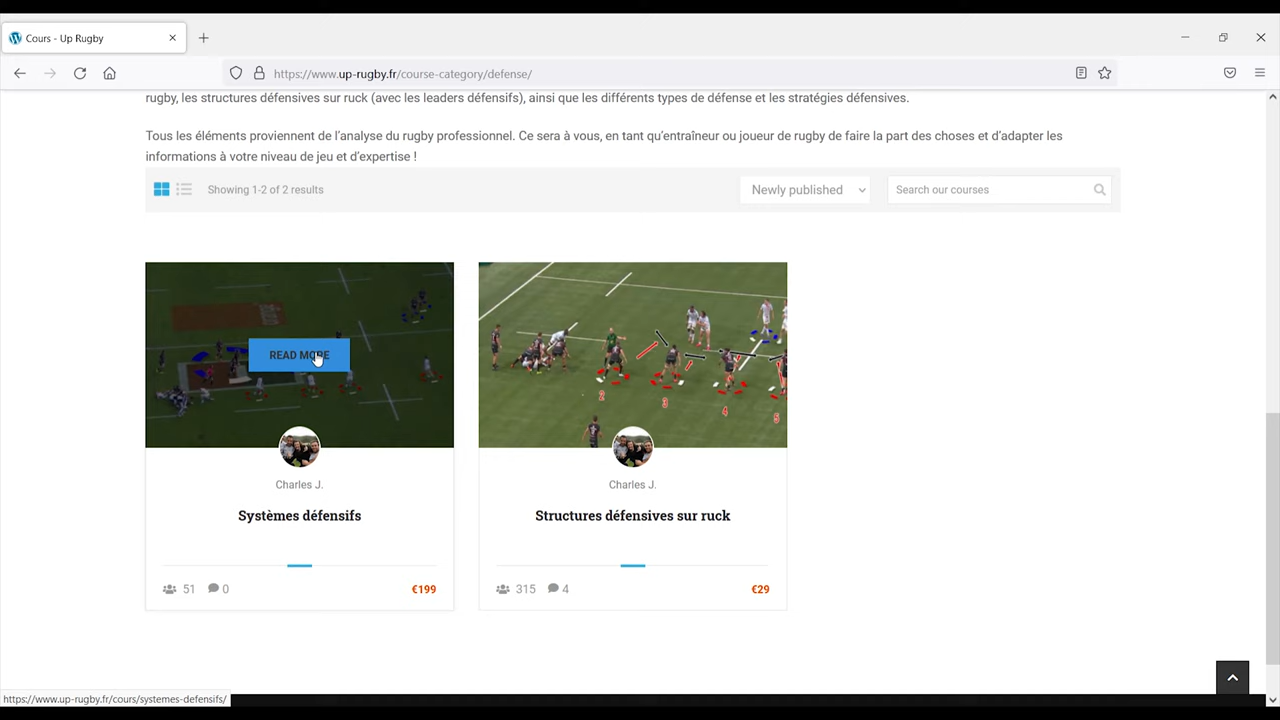 Cours - Up Rugby
https://www.up-rugby.fr/course-category/defense/
rugby, les structures défensives sur ruck (avec les leaders défensifs), ainsi que les différents types de défense et les stratégies défensives.
Tous les éléments proviennent de l'analyse du rugby professionnel. Ce sera à vous, en tant qu'entraîneur ou joueur de rugby de faire la part des choses et d'adapter les
informations à votre niveau de jeu et d'expertise !
Showing 1-2 of 2 results
Newly published
Search our courses
READ MORE
2
3
4
5
Charles J.
Charles J.
Systèmes défensifs
Structures défensives sur ruck
51
0
€199
315
4
€29
https://www.up-rugby.fr/cours/systemes-defensifs/